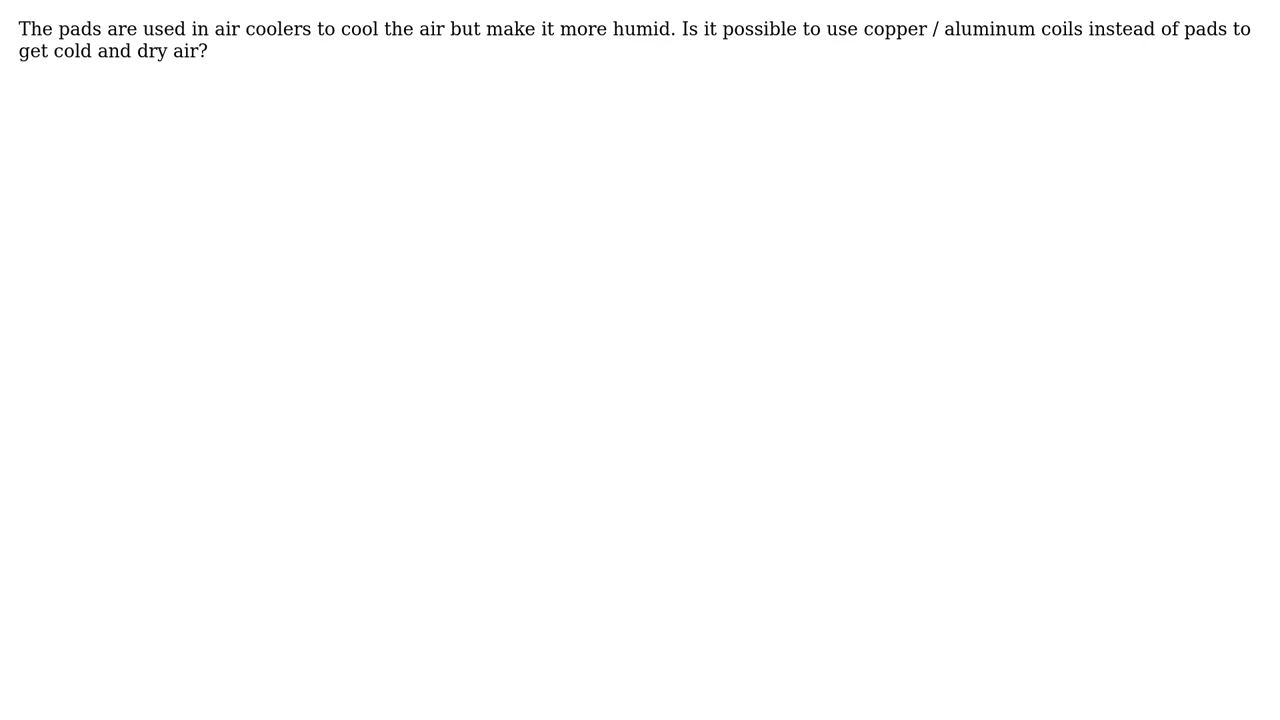 The pads are used in air coolers to cool the air but make it more humid. Is it possible to use copper / aluminum coils instead of pads to
get cold and dry air?